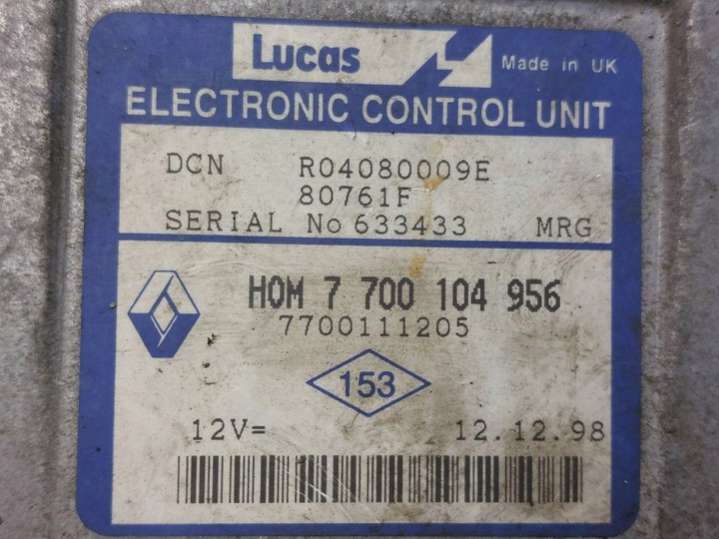 Lucas Made in UK
ELECTRONIC CONTROL UNIT
DCN R04080009E
80761F
SERIAL No 633433 MRG
HOM 7 700 104 956
7700111205
153
12V= 12.12.98